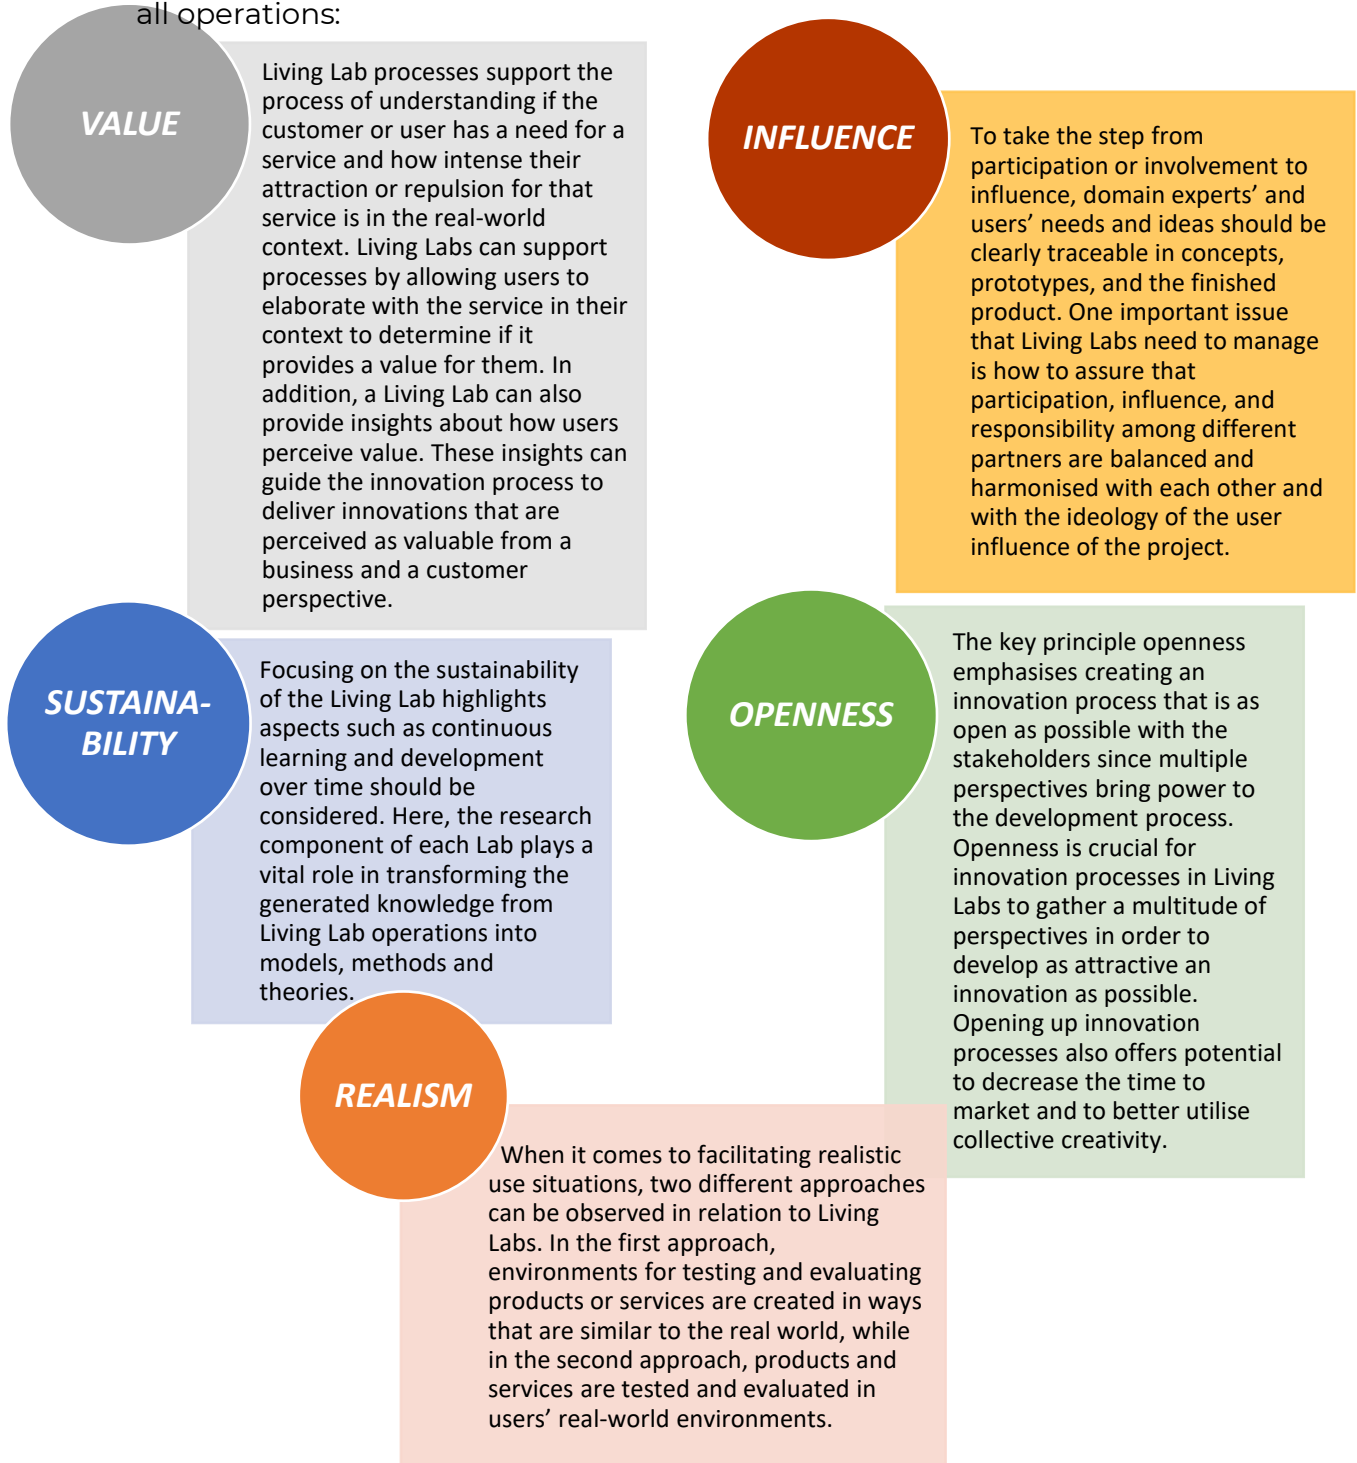 all operations:
VALUE
Living Lab processes support the
process of understanding if the
customer or user has a need for a
service and how intense their
attraction or repulsion for that
service is in the real-world
context. Living Labs can support
processes by allowing users to
elaborate with the service in their
context to determine if it
provides a value for them. In
addition, a Living Lab can also
provide insights about how users
perceive value. These insights can
guide the innovation process to
deliver innovations that are
perceived as valuable from a
business and a customer
perspective.
INFLUENCE
To take the step from
participation or involvement to
influence, domain experts’ and
users’ needs and ideas should be
clearly traceable in concepts,
prototypes, and the finished
product. One important issue
that Living Labs need to manage
is how to assure that
participation, influence, and
responsibility among different
partners are balanced and
harmonised with each other and
with the ideology of the user
influence of the project.
SUSTAINA-
BILITY
Focusing on the sustainability
of the Living Lab highlights
aspects such as continuous
learning and development
over time should be
considered. Here, the research
component of each Lab plays a
vital role in transforming the
generated knowledge from
Living Lab operations into
models, methods and
theories.
OPENNESS
The key principle openness
emphasises creating an
innovation process that is as
open as possible with the
stakeholders since multiple
perspectives bring power to
the development process.
Openness is crucial for
innovation processes in Living
Labs to gather a multitude of
perspectives in order to
develop as attractive an
innovation as possible.
Opening up innovation
processes also offers potential
to decrease the time to
market and to better utilise
collective creativity.
REALISM
When it comes to facilitating realistic
use situations, two different approaches
can be observed in relation to Living
Labs. In the first approach,
environments for testing and evaluating
products or services are created in ways
that are similar to the real world, while
in the second approach, products and
services are tested and evaluated in
users’ real-world environments.